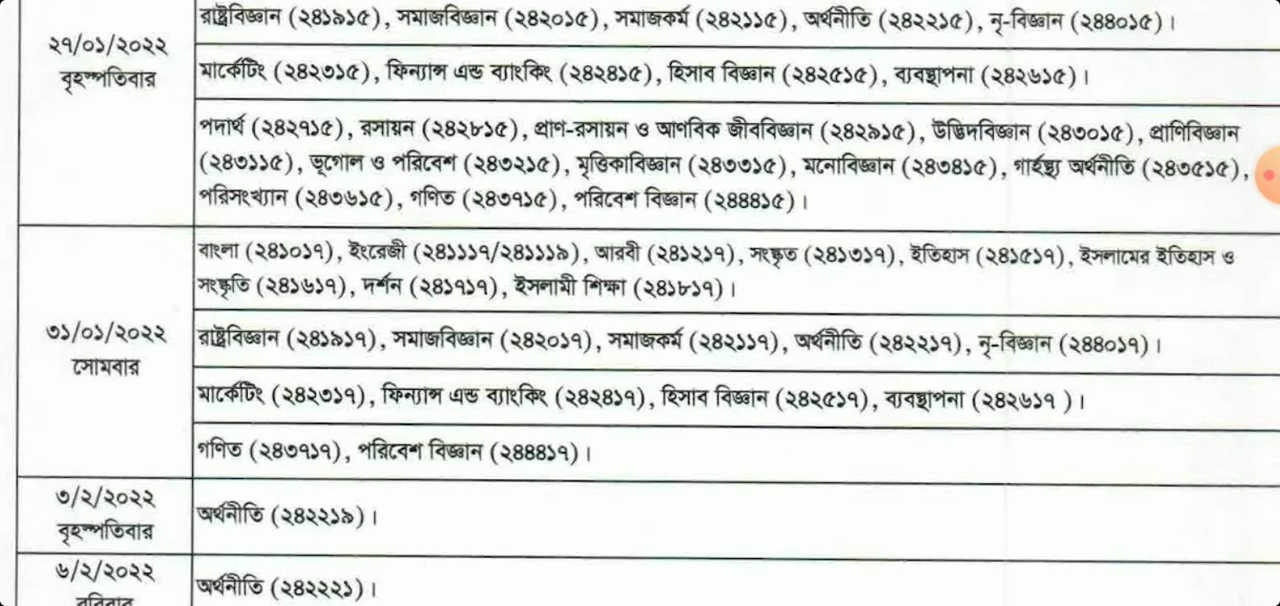 রাষ্ট্রবিজ্ঞান (২৪১৯১৫), সমাজবিজ্ঞান (২৪২০১৫), সমাজকর্ম (২৪২১১৫), অর্থনীতি (২৪২২১৫), নৃ-বিজ্ঞান (২৪৪০১৫)।
২৭/০১/২০২২
বৃহস্পতিবার
মার্কেটিং (২৪২৩১৫), ফিন্যান্স এন্ড ব্যাংকিং (২৪২৪১৫), হিসাব বিজ্ঞান (২৪২৫১৫), ব্যবস্থাপনা (২৪২৬১৫)।
পদার্থ (২৪২৭১৫), রসায়ন (২৪২৮১৫), প্রাণ-রসায়ন ও আণবিক জীববিজ্ঞান (২৪২৯১৫), উদ্ভিদবিজ্ঞান (২৪৩০১৫), প্রাণিবিজ্ঞান
(২৪৩১১৫), ভূগোল ও পরিবেশ (২৪৩২১৫), মৃত্তিকাবিজ্ঞান (২৪৩৩১৫), মনোবিজ্ঞান (২৪৩৪১৫), গার্হস্থ্য অর্থনীতি (২৪৩৫১৫),
পরিসংখ্যান (২৪৩৬১৫), গণিত (২৪৩৭১৫), পরিবেশ বিজ্ঞান (২৪৪৪১৫)।
৩১/০১/২০২২
সোমবার
বাংলা (২৪১০১৭), ইংরেজী (২৪১১১৭/২৪১১১৯), আরবী (২৪১২১৭), সংস্কৃত (২৪১৩১৭), ইতিহাস (২৪১৫১৭), ইসলামের ইতিহাস ও
সংস্কৃতি (২৪১৬১৭), দর্শন (২৪১৭১৭), ইসলামী শিক্ষা (২৪১৮১৭)।
রাষ্ট্রবিজ্ঞান (২৪১৯১৭), সমাজবিজ্ঞান (২৪২০১৭), সমাজকর্ম (২৪২১১৭), অর্থনীতি (২৪২২১৭), নৃ-বিজ্ঞান (২৪৪০১৭)।
মার্কেটিং (২৪২৩১৭), ফিন্যান্স এন্ড ব্যাংকিং (২৪২৪১৭), হিসাব বিজ্ঞান (২৪২৫১৭), ব্যবস্থাপনা (২৪২৬১৭ )।
গণিত (২৪৩৭১৭), পরিবেশ বিজ্ঞান (২৪৪৪১৭)।
৩/২/২০২২
বৃহস্পতিবার
অর্থনীতি (২৪২২১৯)।
৬/২/২০২২
রবিবার
অর্থনীতি (২৪২২২১)।